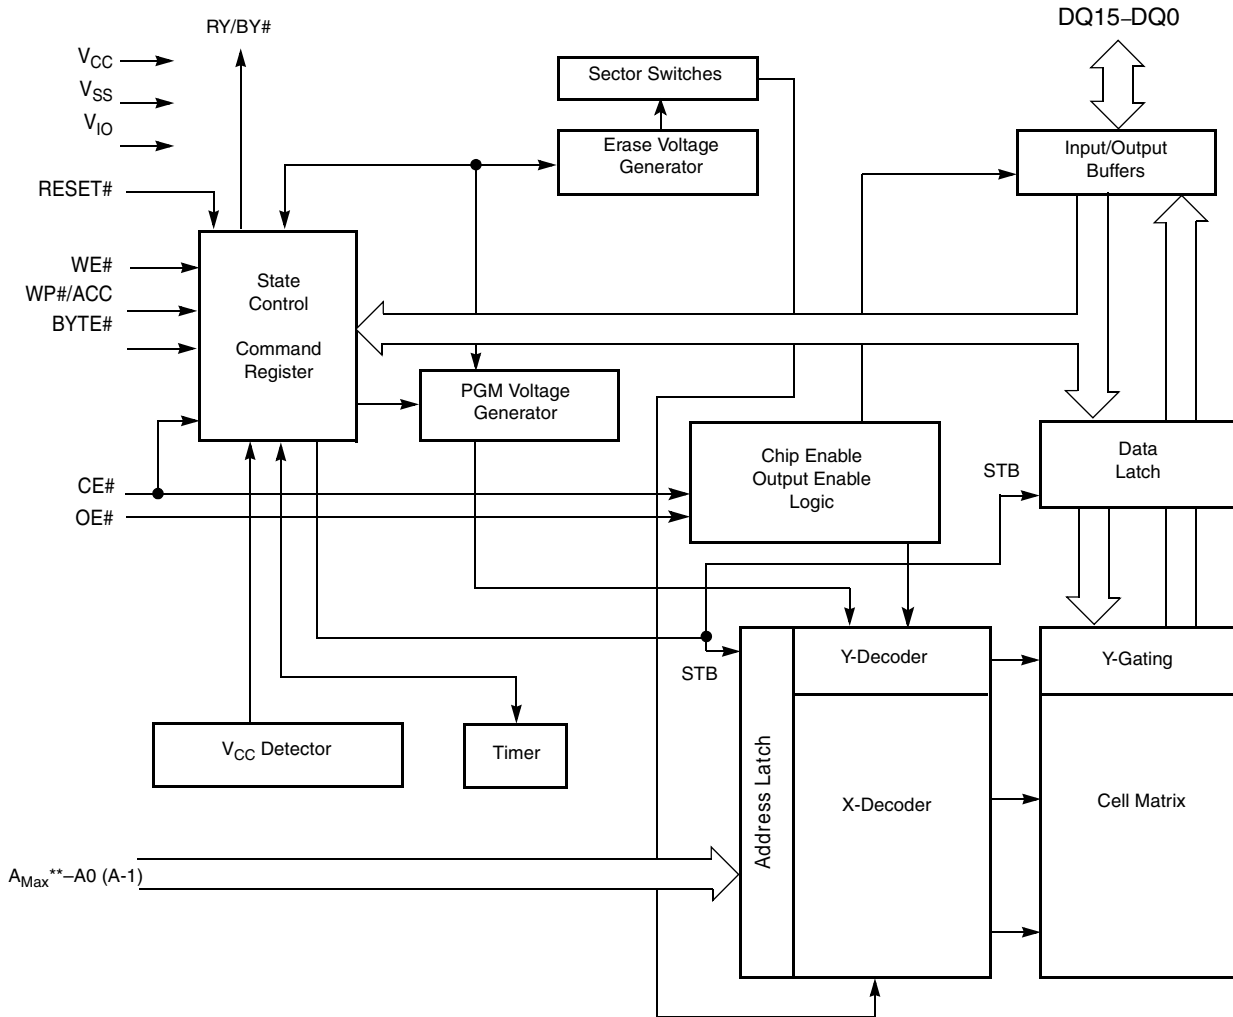 RY/BY#
DQ15–DQ0
VCC
VSS
VIO
Sector Switches
Erase Voltage
Generator
Input/Output
Buffers
RESET#
WE#
WP#/ACC
BYTE#
State
Control
Command
Register
PGM Voltage
Generator
Chip Enable
Output Enable
Logic
STB
Data
Latch
CE#
OE#
STB
Y-Decoder
Y-Gating
VCC Detector
Timer
Address Latch
X-Decoder
Cell Matrix
AMax**–A0 (A-1)